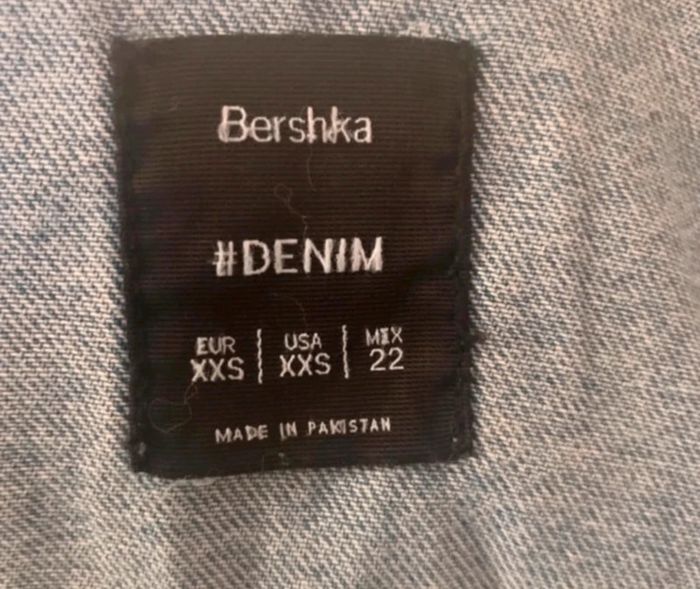 Bershka
#DENIM
EUR | USA | MEX
XXS | XXS | 22
MADE IN PAKISTAN